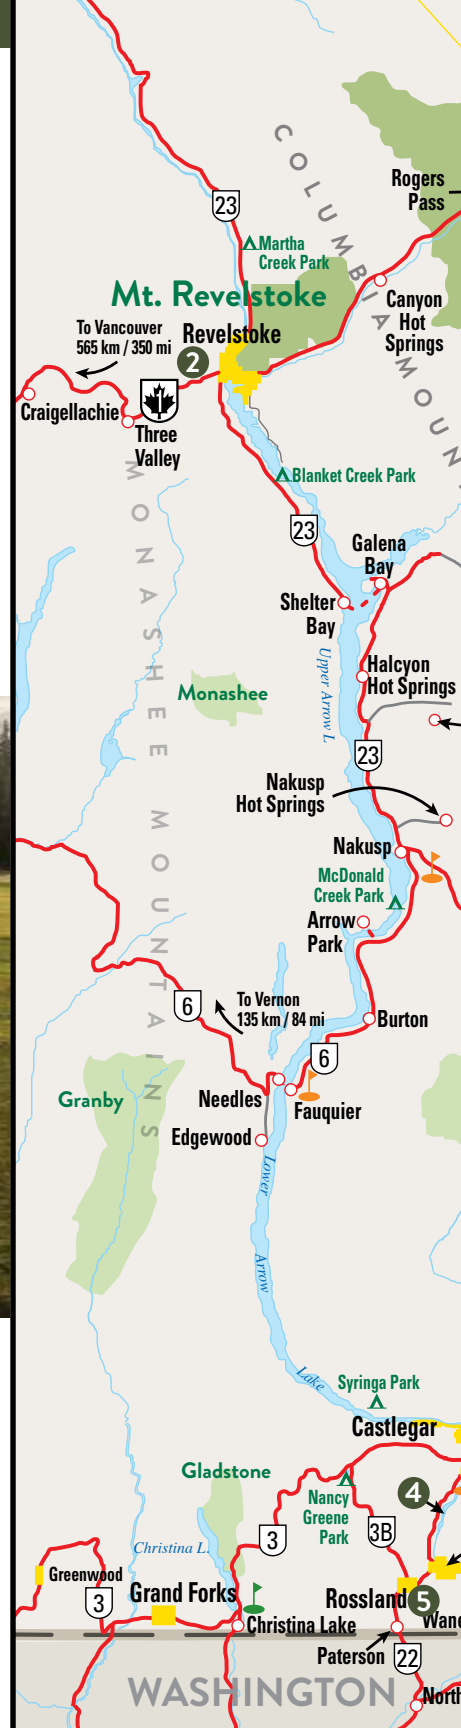 COLUMBIA MOUN
Rogers
Pass
23
Martha
Creek Park
Mt. Revelstoke
Canyon
Hot
Springs
To Vancouver
565 km / 350 mi
Revelstoke
2
Craigellachie
Three
Valley
MONASHEE MOUNTAINS
Blanket Creek Park
23
Galena
Bay
Shelter
Bay
Upper Arrow L
Halcyon
Hot Springs
Monashee
23
Nakusp
Hot Springs
Nakusp
McDonald
Creek Park
Arrow
Park
6
To Vernon
135 km / 84 mi
Burton
6
Granby
Needles
Fauquier
Edgewood
Lower
Arrow
Lake
Syringa Park
Castlegar
Gladstone
Nancy
Greene
Park
4
3
3B
Christina L.
Greenwood
3
Grand Forks
Rossland
5
Christina Lake
Wane
Paterson
22
WASHINGTON
North